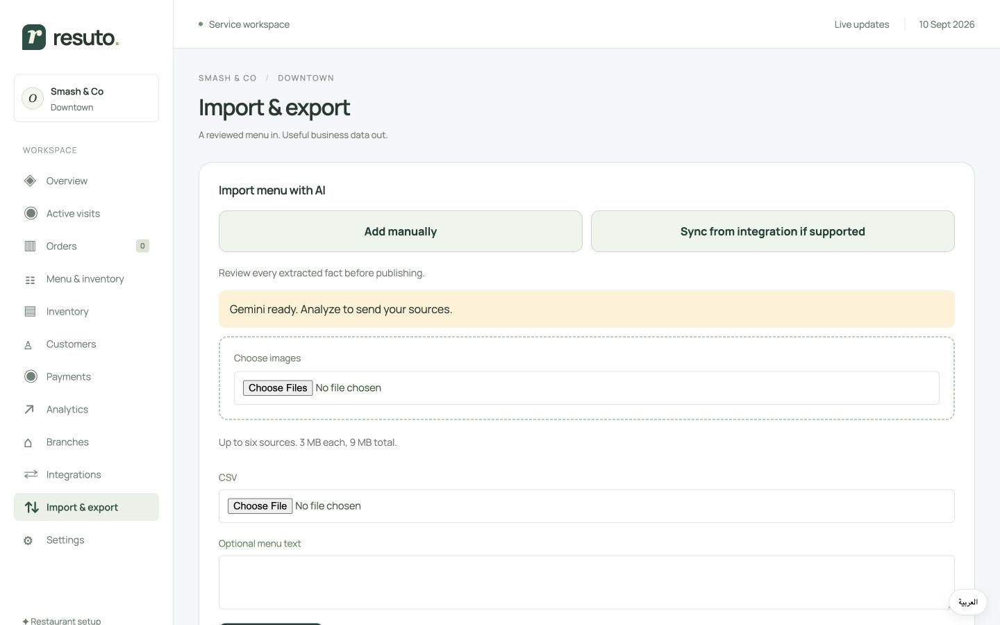 resuto.
Service workspace
Live updates
10 Sept 2026
O
Smash & Co
Downtown
WORKSPACE
Overview
Active visits
Orders
0
Menu & inventory
Inventory
Customers
Payments
Analytics
Branches
Integrations
Import & export
Settings
Restaurant setup
SMASH & CO / DOWNTOWN
Import & export
A reviewed menu in. Useful business data out.
Import menu with AI
Add manually
Sync from integration if supported
Review every extracted fact before publishing.
Gemini ready. Analyze to send your sources.
Choose images
Choose Files No file chosen
Up to six sources. 3 MB each, 9 MB total.
CSV
Choose File No file chosen
Optional menu text
العربية